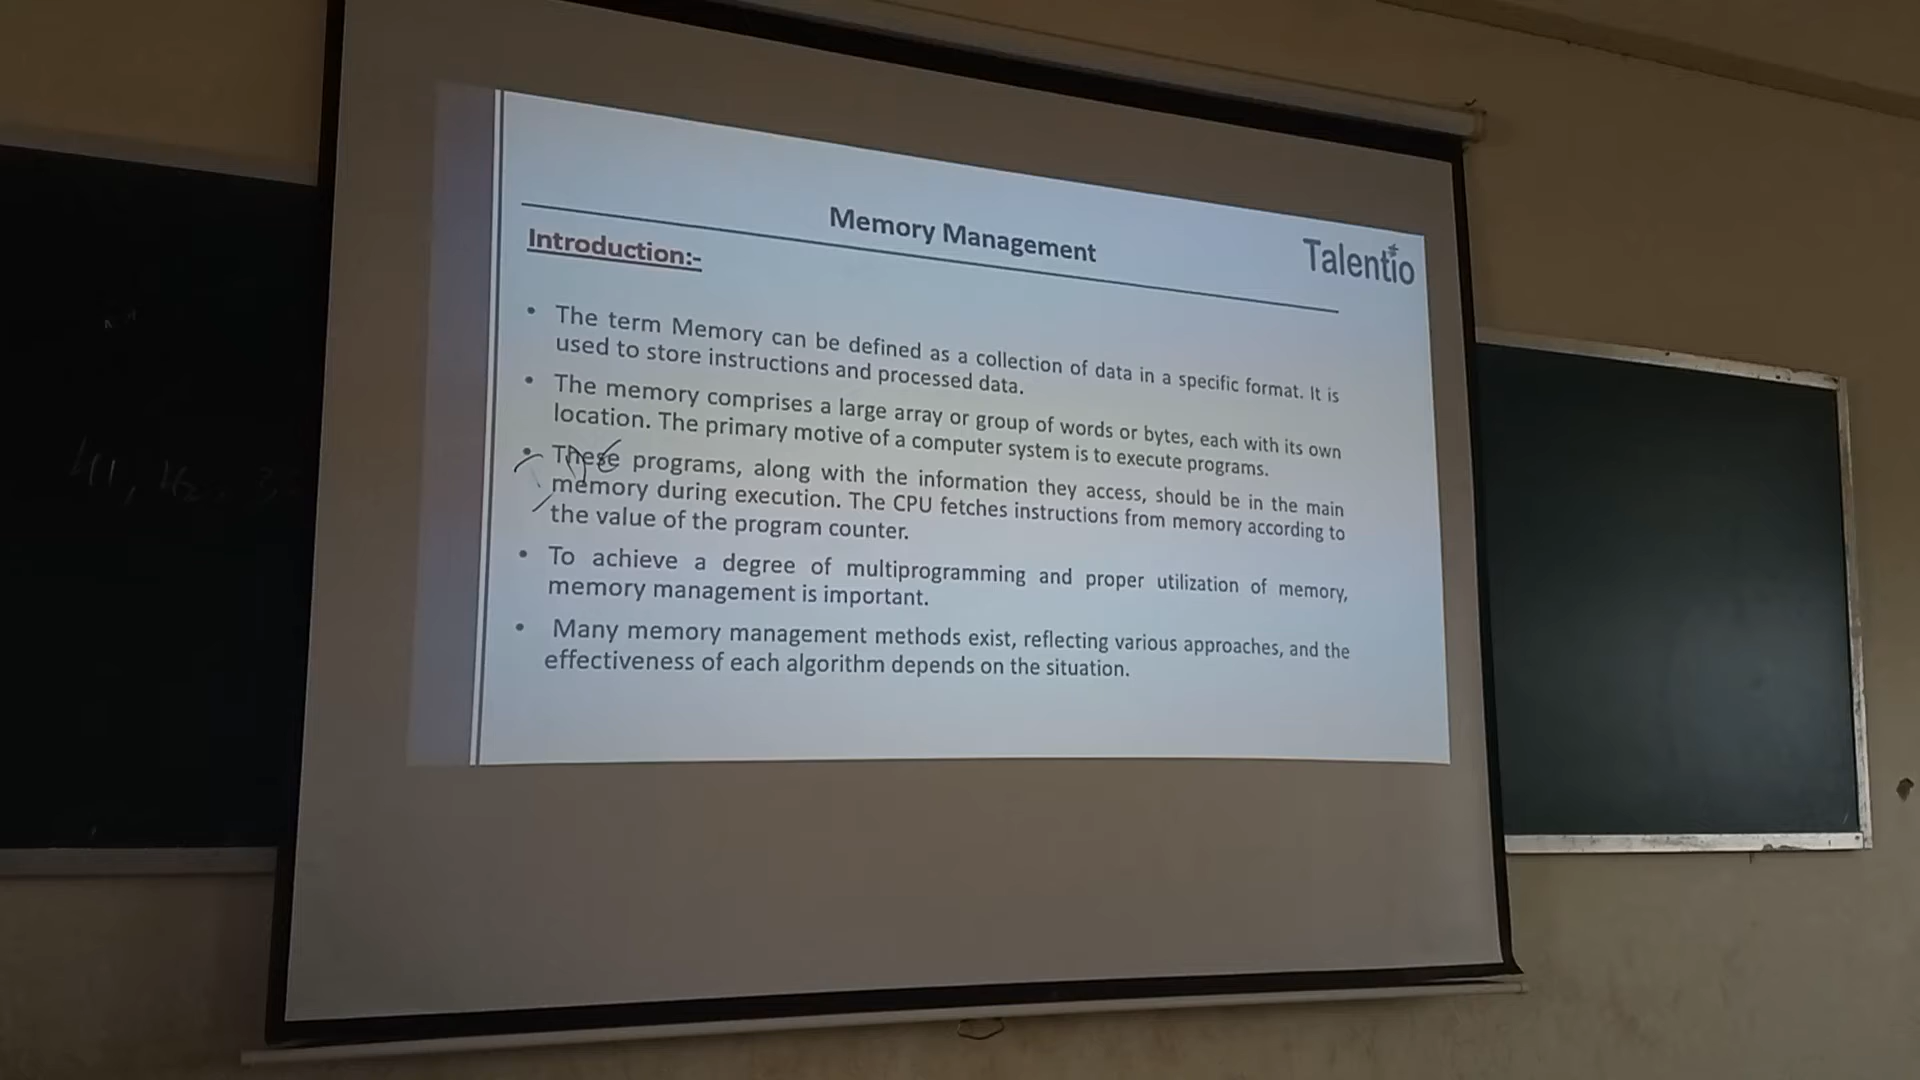 Memory Management
Talentio
Introduction:-
• The term Memory can be defined as a collection of data in a specific format. It is
used to store instructions and processed data.
• The memory comprises a large array or group of words or bytes, each with its own
location. The primary motive of a computer system is to execute programs.
• These programs, along with the information they access, should be in the main
memory during execution. The CPU fetches instructions from memory according to
the value of the program counter.
• To achieve a degree of multiprogramming and proper utilization of memory,
memory management is important.
• Many memory management methods exist, reflecting various approaches, and the
effectiveness of each algorithm depends on the situation.